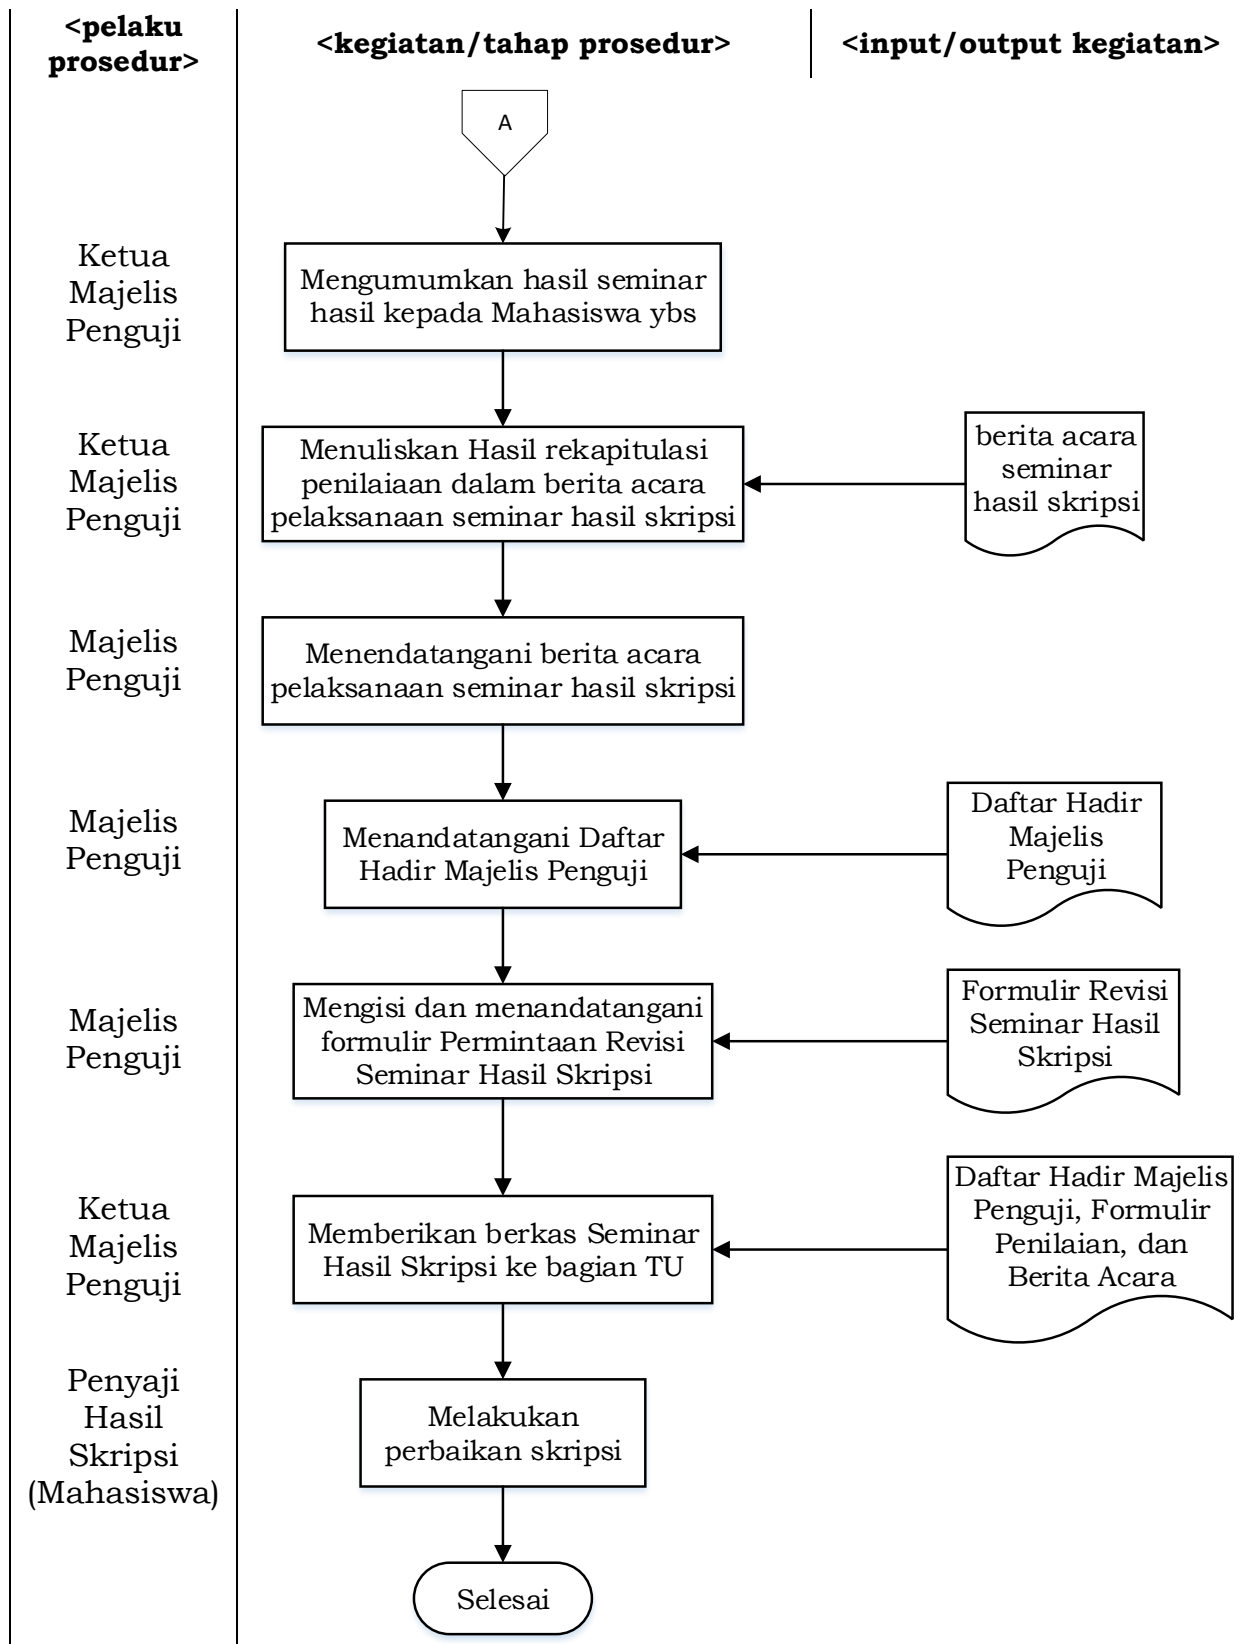 <pelaku
prosedur>
<kegiatan/tahap prosedur>
<input/output kegiatan>
A
Ketua
Majelis
Penguji
Mengumumkan hasil seminar
hasil kepada Mahasiswa ybs
Ketua
Majelis
Penguji
Menuliskan Hasil rekapitulasi
penilaiaan dalam berita acara
pelaksanaan seminar hasil skripsi
berita acara
seminar
hasil skripsi
Majelis
Penguji
Menendatangani berita acara
pelaksanaan seminar hasil skripsi
Majelis
Penguji
Menandatangani Daftar
Hadir Majelis Penguji
Daftar Hadir
Majelis
Penguji
Majelis
Penguji
Mengisi dan menandatangani
formulir Permintaan Revisi
Seminar Hasil Skripsi
Formulir Revisi
Seminar Hasil
Skripsi
Ketua
Majelis
Penguji
Memberikan berkas Seminar
Hasil Skripsi ke bagian TU
Daftar Hadir Majelis
Penguji, Formulir
Penilaian, dan
Berita Acara
Penyaji
Hasil
Skripsi
(Mahasiswa)
Melakukan
perbaikan skripsi
Selesai